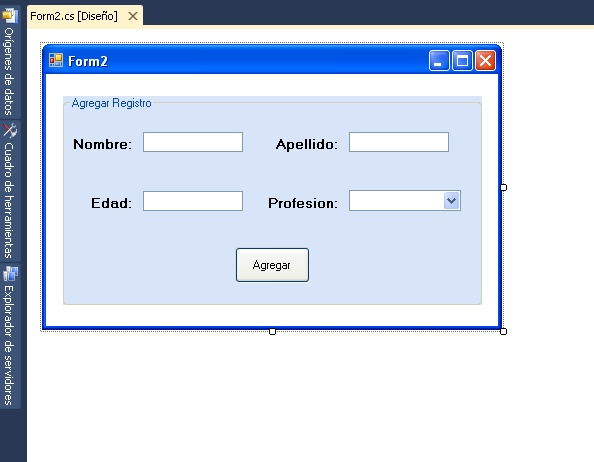 Form2.cs [Diseño]
Orígenes de datos
Cuadro de herramientas
Explorador de servidores
Form2
Agregar Registro
Nombre: Apellido:
Edad: Profesion:
Agregar